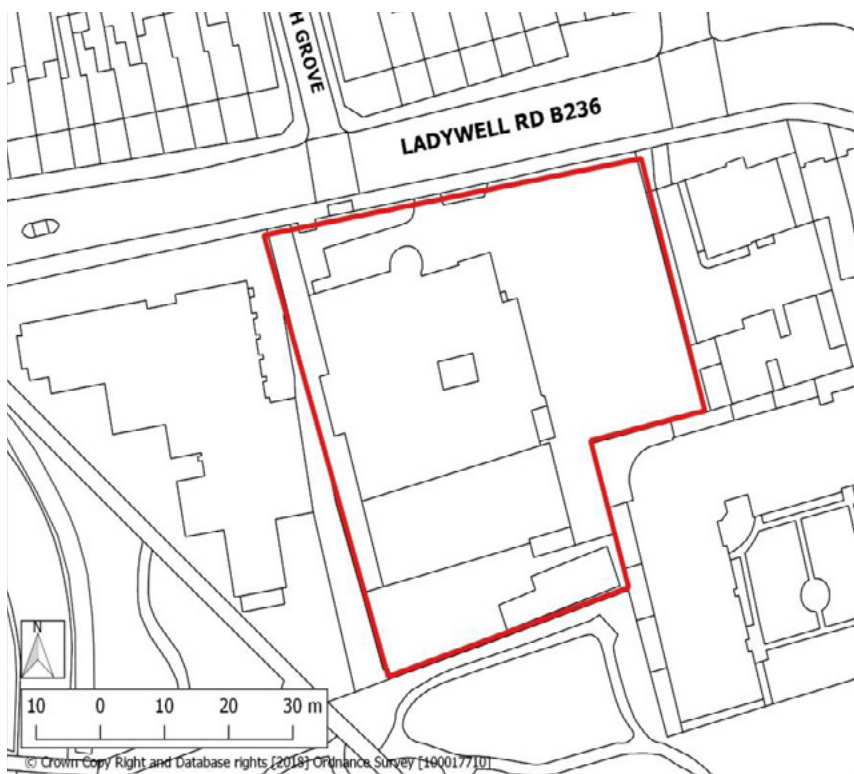 H GROVE
LADYWELL RD B236
N
10 0 10 20 30 m
© Crown Copy Right and Database rights [2018] Ordnance Survey [100017710]